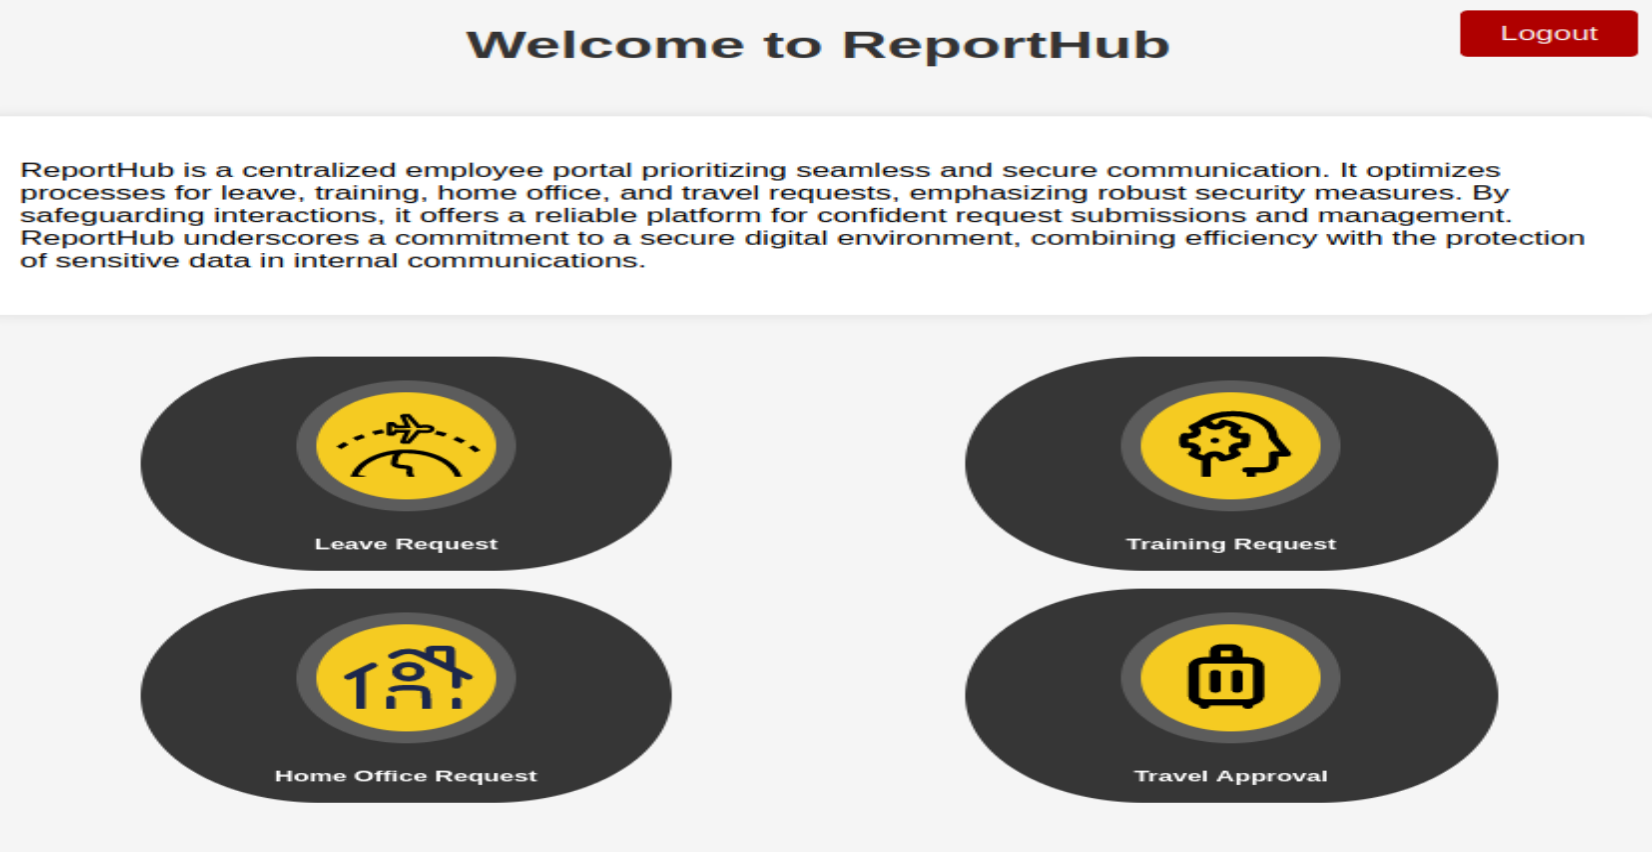 Welcome to ReportHub
Logout
ReportHub is a centralized employee portal prioritizing seamless and secure communication. It optimizes
processes for leave, training, home office, and travel requests, emphasizing robust security measures. By
safeguarding interactions, it offers a reliable platform for confident request submissions and management.
ReportHub underscores a commitment to a secure digital environment, combining efficiency with the protection
of sensitive data in internal communications.
Leave Request
Training Request
Home Office Request
Travel Approval